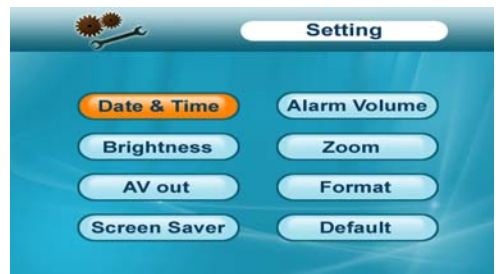 Setting
Date & Time
Alarm Volume
Brightness
Zoom
AV out
Format
Screen Saver
Default